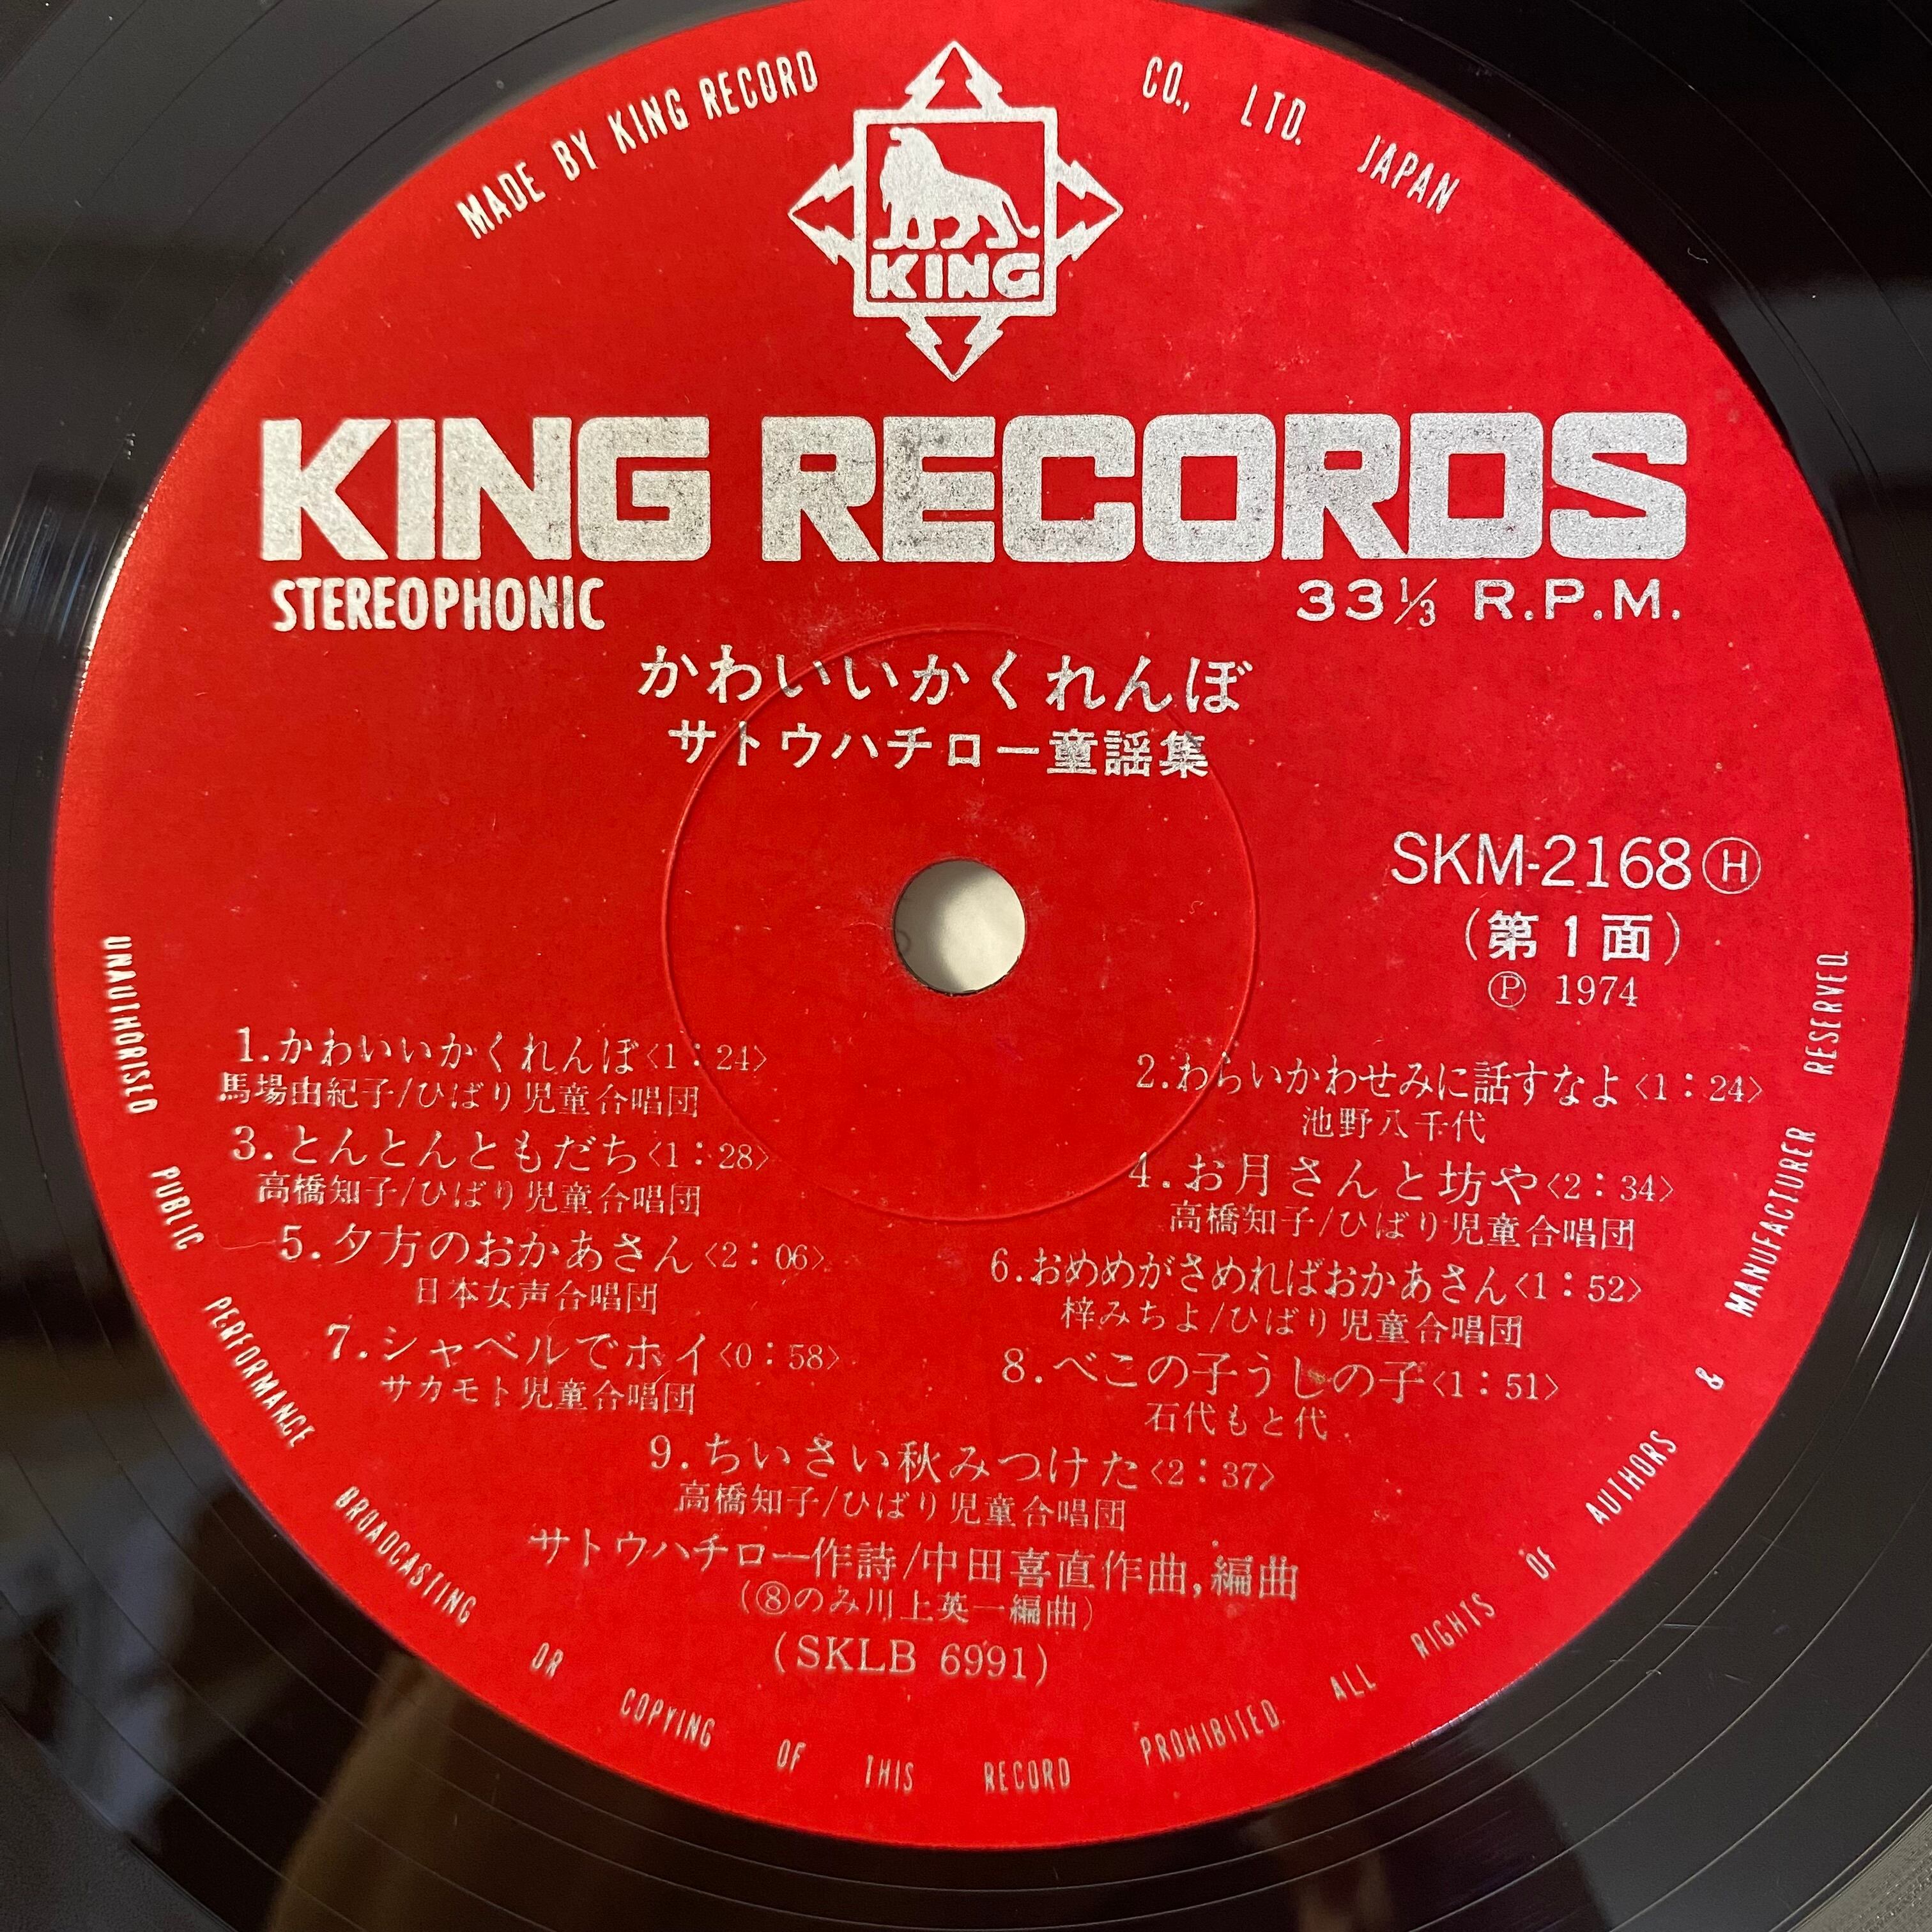 MADE BY KING RECORD CO., LTD. JAPAN
KING
KING RECORDS
STEREOPHONIC
33 1/3 R.P.M.
かわいいかくれんぼ
サトウハチロー童謡集
SKM-2168 Ⓗ
(第1面)
Ⓟ 1974
1.かわいいかくれんぼ<1:24>
馬場由紀子/ひばり児童合唱団
2.わらいかわせみに話すなよ<1:24>
池野八千代
3.とんとんともだち<1:28>
高橋知子/ひばり児童合唱団
4.お月さんと坊や<2:34>
高橋知子/ひばり児童合唱団
5.夕方のおかあさん<2:06>
日本女声合唱団
6.おめめがさめればおかあさん<1:52>
梓みちよ/ひばり児童合唱団
7.シャベルでホイ<0:58>
サカモト児童合唱団
8.べこの子うしの子<1:51>
石代もと代
9.ちいさい秋みつけた<2:37>
高橋知子/ひばり児童合唱団
サトウハチロー作詩/中田喜直作曲,編曲
(⑧のみ川上英一編曲)
(SKLB 6991)
UNAUTHORISED PUBLIC PERFORMANCE BROADCASTING OR COPYING OF THIS RECORD PROHIBITED. ALL RIGHTS OF AUTHORS & MANUFACTURER RESERVED.